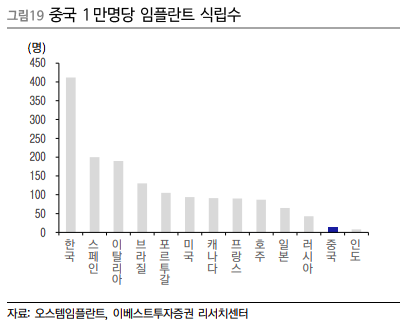 그림19 중국 1만명당 임플란트 식립수
(명)
450
400
350
300
250
200
150
100
50
0
한국 스페인 이탈리아 브라질 포르투갈 미국 캐나다 프랑스 호주 일본 러시아 중국 인도
자료: 오스템임플란트, 이베스트투자증권 리서치센터